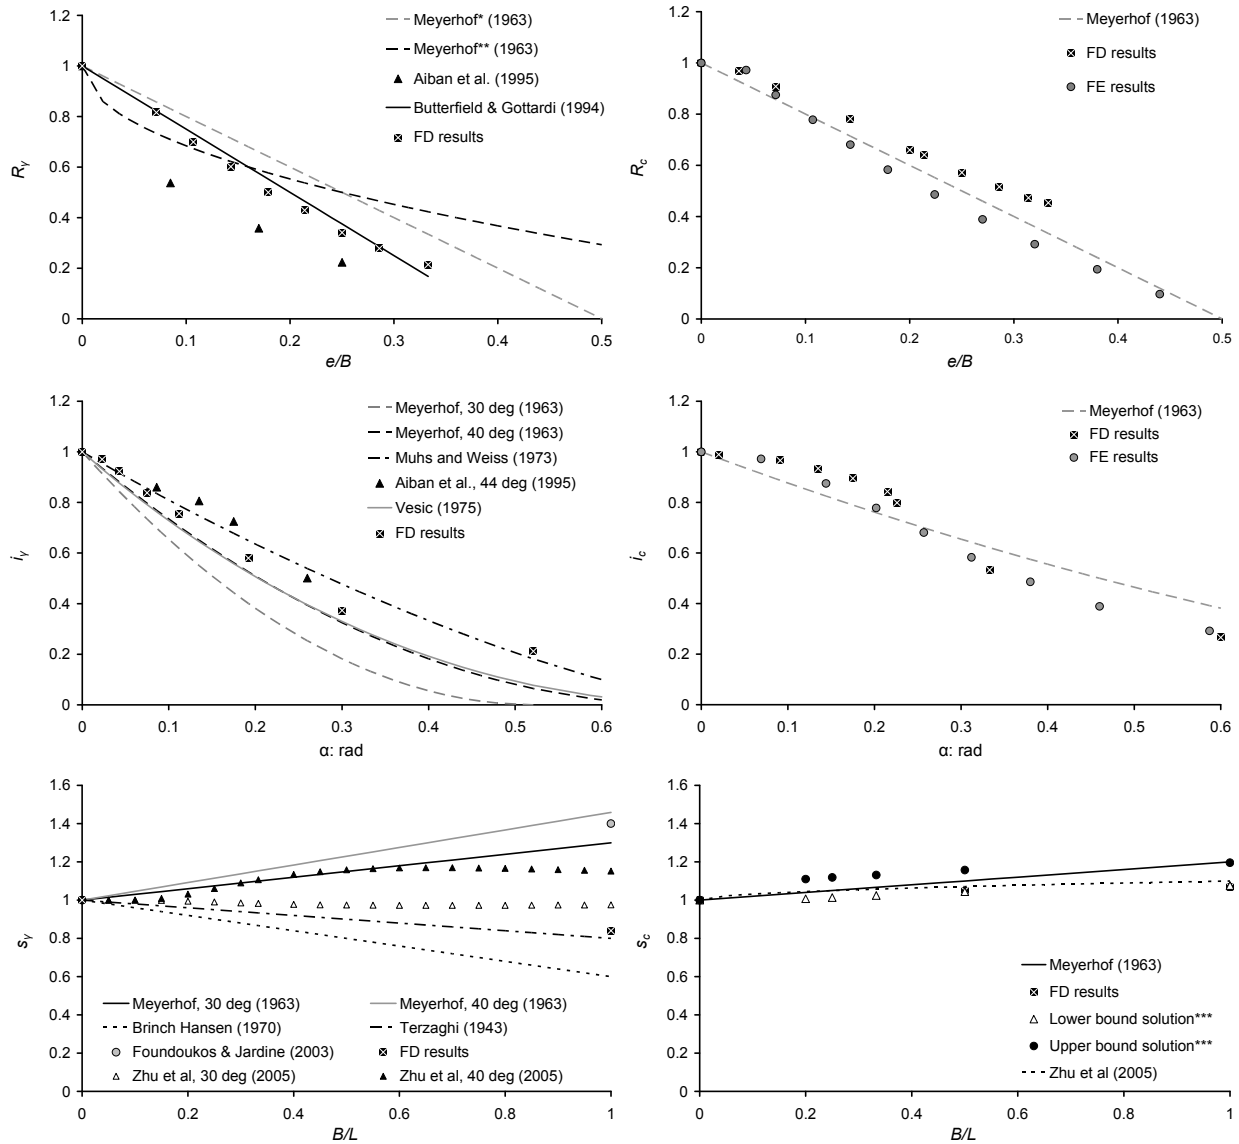 1.2
1
0.8
0.6
0.4
0.2
0
Rγ
0
0.1
0.2
0.3
0.4
0.5
e/B
Meyerhof* (1963)
Meyerhof** (1963)
Aiban et al. (1995)
Butterfield & Gottardi (1994)
FD results
1.2
1
0.8
0.6
0.4
0.2
0
Rc
0
0.1
0.2
0.3
0.4
0.5
e/B
Meyerhof (1963)
FD results
FE results
1.2
1
0.8
0.6
0.4
0.2
0
iγ
0
0.1
0.2
0.3
0.4
0.5
0.6
α: rad
Meyerhof, 30 deg (1963)
Meyerhof, 40 deg (1963)
Muhs and Weiss (1973)
Aiban et al., 44 deg (1995)
Vesic (1975)
FD results
1.2
1
0.8
0.6
0.4
0.2
0
ic
0
0.1
0.2
0.3
0.4
0.5
0.6
α: rad
Meyerhof (1963)
FD results
FE results
1.6
1.4
1.2
1
0.8
0.6
0.4
0.2
0
sγ
0
0.2
0.4
0.6
0.8
1
B/L
Meyerhof, 30 deg (1963)
Meyerhof, 40 deg (1963)
Brinch Hansen (1970)
Terzaghi (1943)
Foundoukos & Jardine (2003)
FD results
Zhu et al, 30 deg (2005)
Zhu et al, 40 deg (2005)
1.6
1.4
1.2
1
0.8
0.6
0.4
0.2
0
sc
0
0.2
0.4
0.6
0.8
1
B/L
Meyerhof (1963)
FD results
Lower bound solution***
Upper bound solution***
Zhu et al (2005)